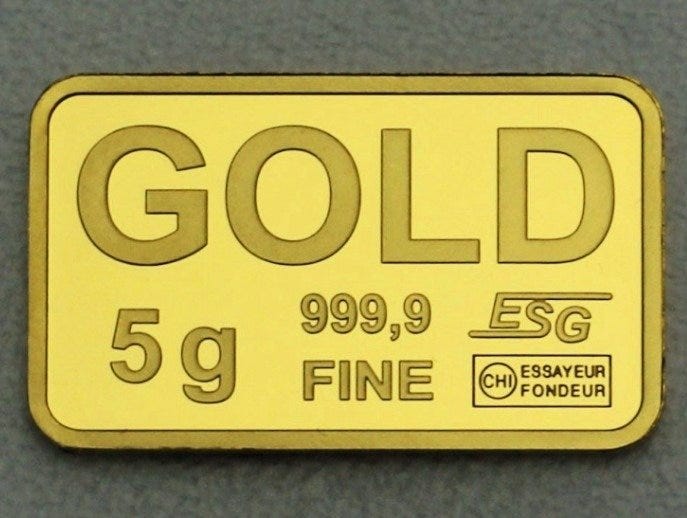 GOLD
5g
999,9
FINE
ESG
CHI ESSAYEUR
FONDEUR